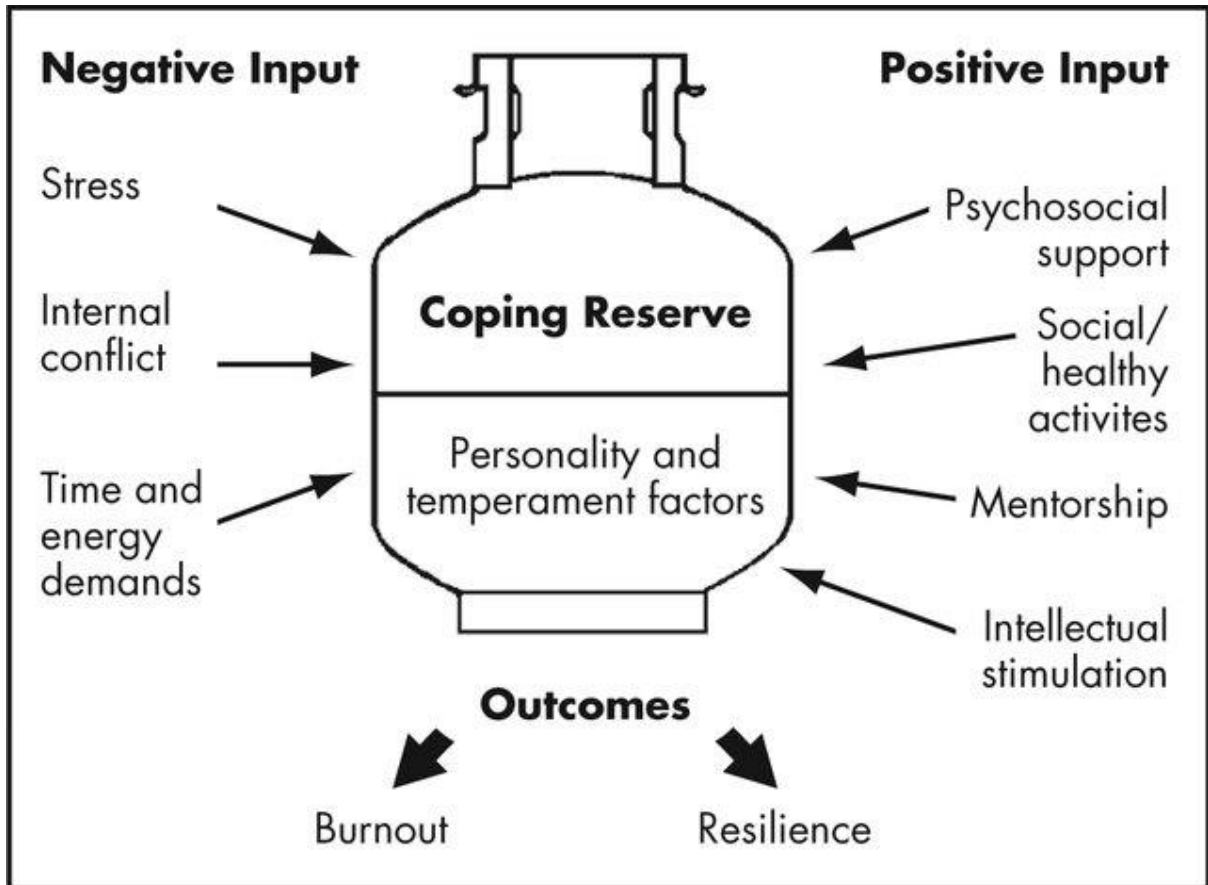 Negative Input
Positive Input
Stress
Internal
conflict
Time and
energy
demands
Coping Reserve
Personality and
temperament factors
Psychosocial
support
Social/
healthy
activites
Mentorship
Intellectual
stimulation
Outcomes
Burnout
Resilience